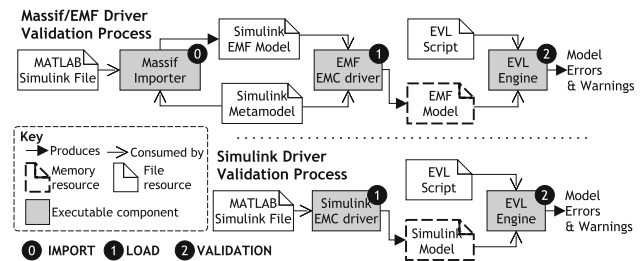 Massif/EMF Driver
Validation Process
MATLAB
Simulink File
Massif
Importer
0
Simulink
EMF Model
Simulink
Metamodel
EMF
EMC driver
1
EVL
Script
EMF
Model
EVL
Engine
2
Model
Errors
& Warnings
Key
Produces
Consumed by
Memory
resource
File
resource
Executable component
0 IMPORT 1 LOAD 2 VALIDATION
Simulink Driver
Validation Process
MATLAB
Simulink File
Simulink
EMC driver
1
EVL
Script
Simulink
Model
EVL
Engine
2
Model
Errors
& Warnings